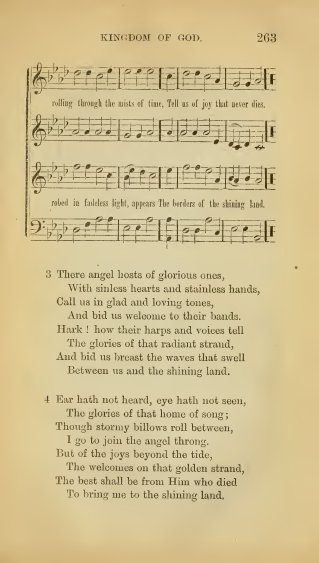 KINGDOM OF GOD. 263
rolling through the mists of time, Tell us of joy that never dies.
robed in fadeless light, appears The borders of the shining land.
3 There angel hosts of glorious ones,
With sinless hearts and stainless hands,
Call us in glad and loving tones,
And bid us welcome to their bands.
Hark ! how their harps and voices tell
The glories of that radiant strand,
And bid us breast the waves that swell
Between us and the shining land.
4 Ear hath not heard, eye hath not seen,
The glories of that home of song;
Though stormy billows roll between,
I go to join the angel throng.
But of the joys beyond the tide,
The welcomes on that golden strand,
The best shall be from Him who died
To bring me to the shining land.